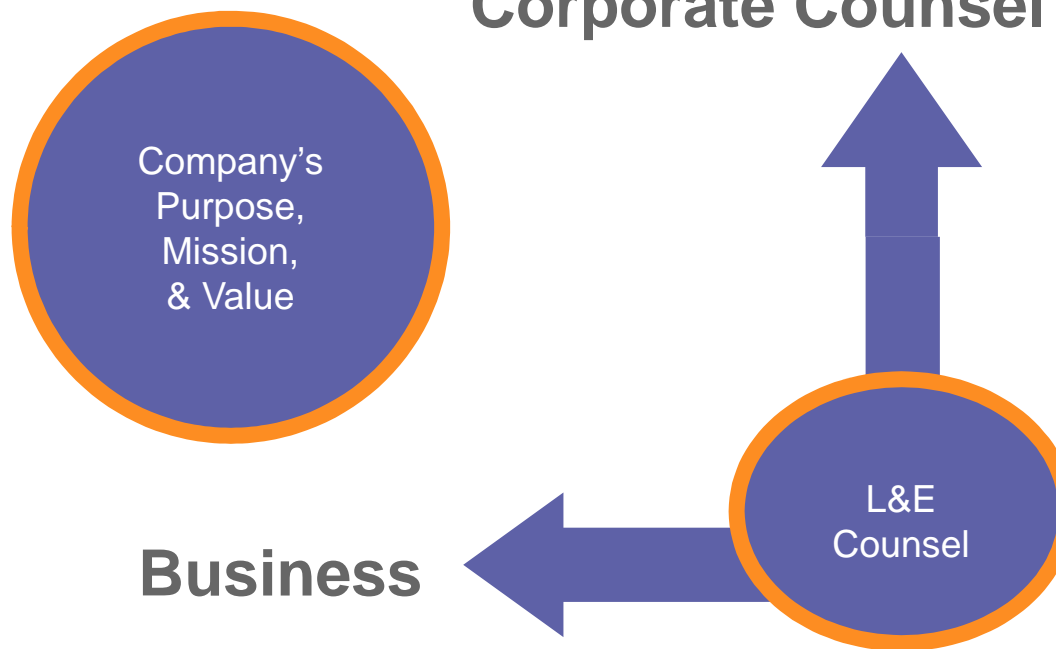 Corporate Counsel
Company’s
Purpose,
Mission,
& Value
L&E
Counsel
Business